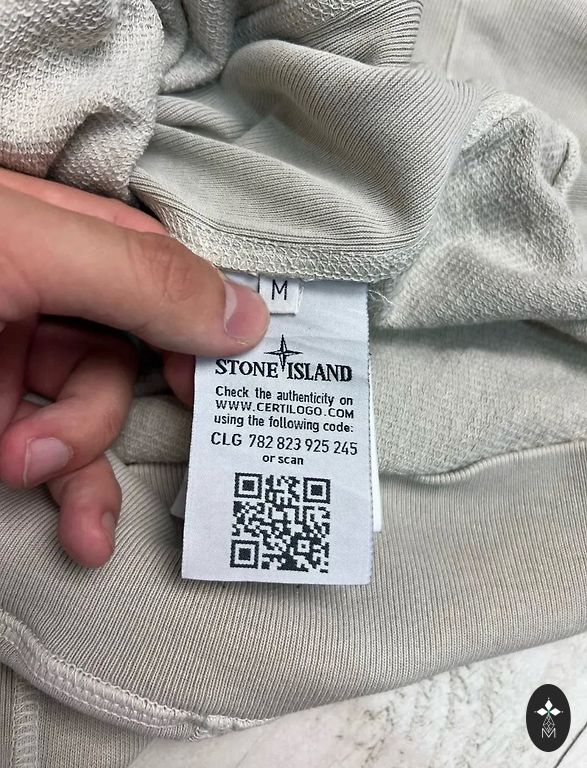 M
STONE ISLAND
Check the authenticity on
WWW.CERTILOGO.COM
using the following code:
CLG 782 823 925 245
or scan
M